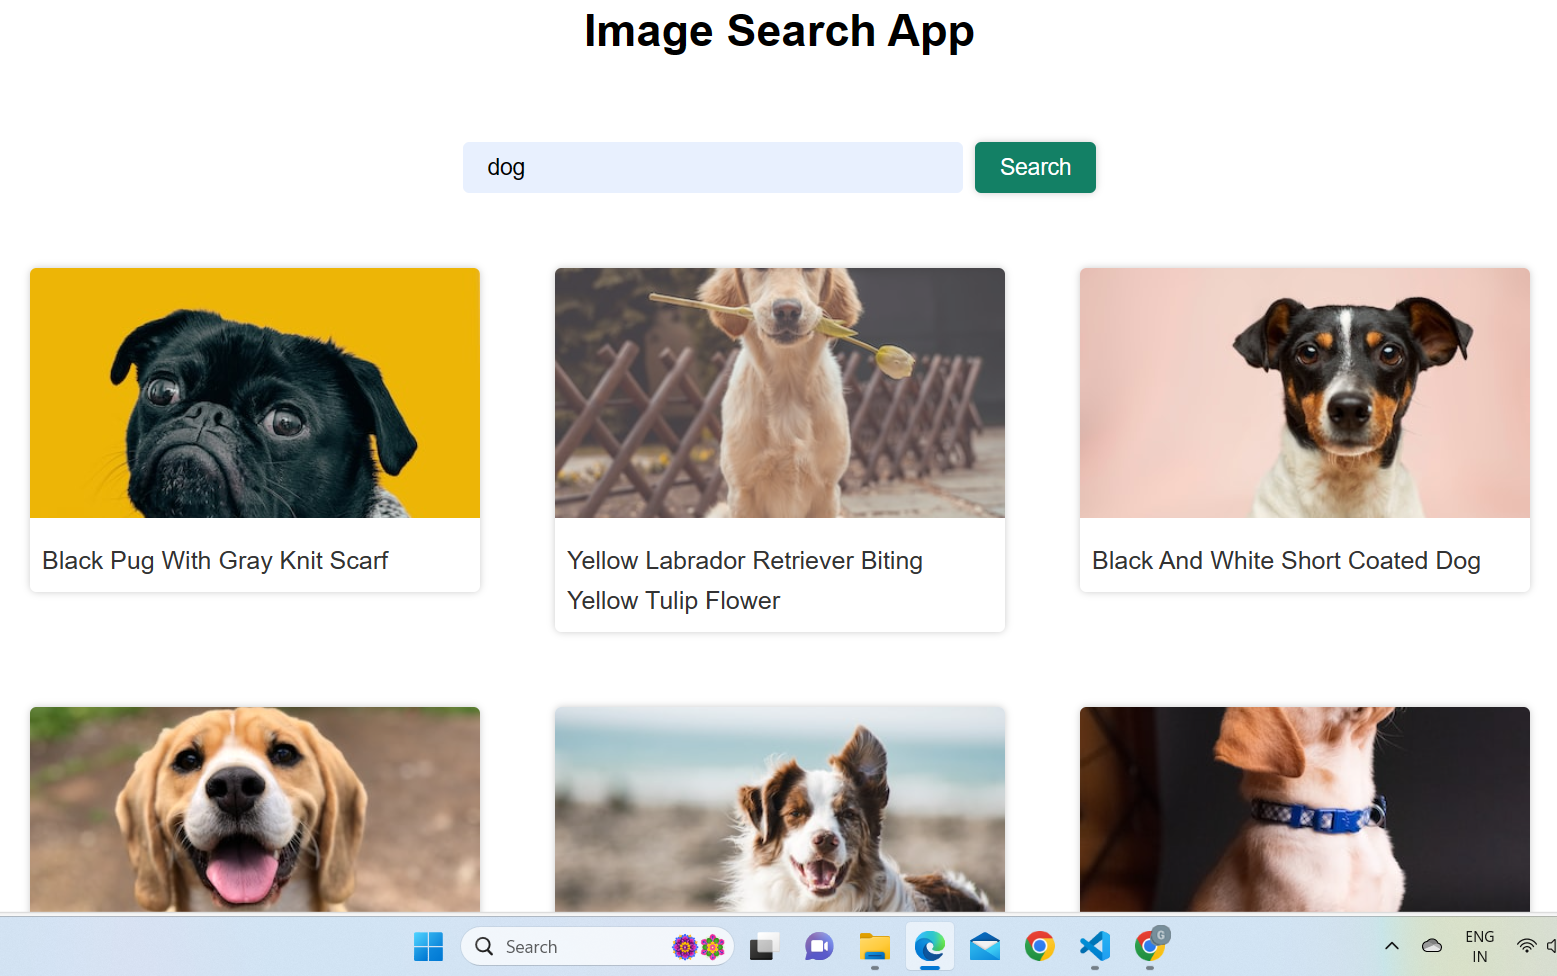 Image Search App
dog
Search
Black Pug With Gray Knit Scarf
Yellow Labrador Retriever Biting
Yellow Tulip Flower
Black And White Short Coated Dog
Search
G
ENG
IN